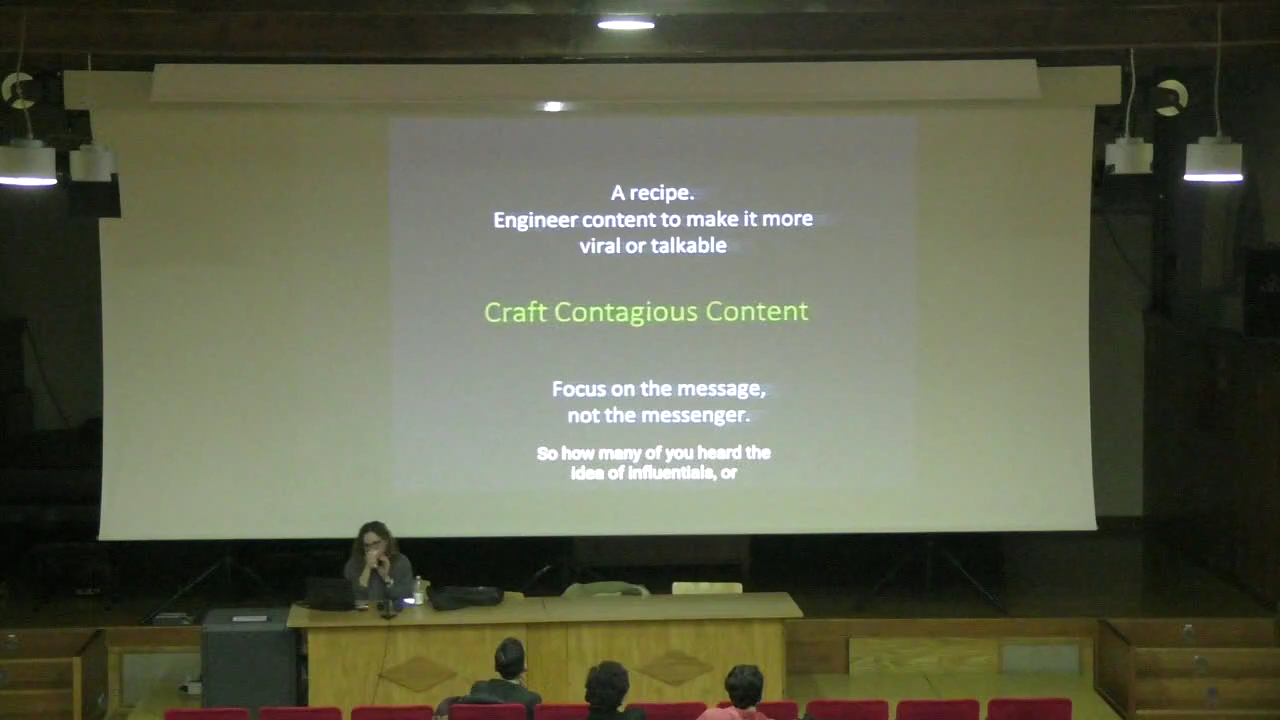 A recipe.
Engineer content to make it more
viral or talkable
Craft Contagious Content
Focus on the message,
not the messenger.
So how many of you heard the
idea of influentials, or